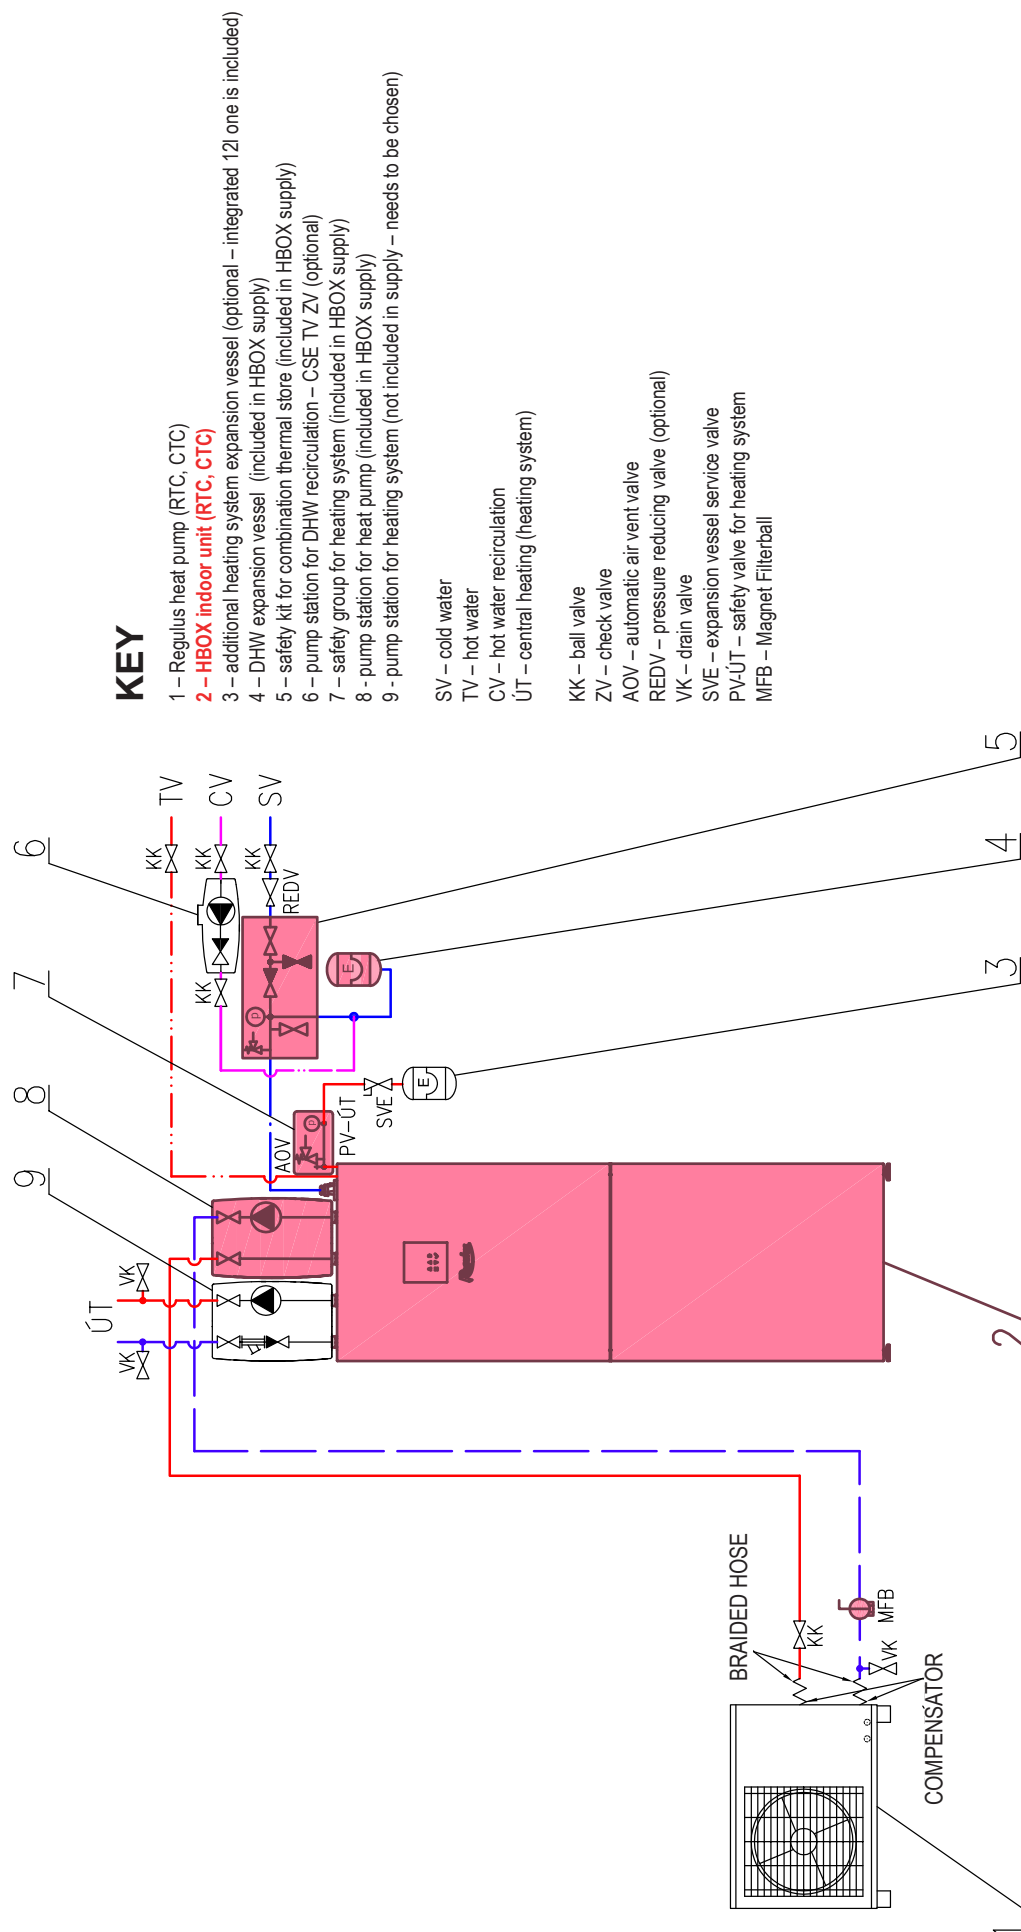 KEY
1 – Regulus heat pump (RTC, CTC)
2 – HBOX indoor unit (RTC, CTC)
3 – additional heating system expansion vessel (optional – integrated 12l one is included)
4 – DHW expansion vessel (included in HBOX supply)
5 – safety kit for combination thermal store (included in HBOX supply)
6 – pump station for DHW recirculation – CSE TV ZV (optional)
7 – safety group for heating system (included in HBOX supply)
8 - pump station for heat pump (included in HBOX supply)
9 - pump station for heating system (not included in supply – needs to be chosen)
SV – cold water
TV – hot water
CV – hot water recirculation
ÚT – central heating (heating system)
KK – ball valve
ZV – check valve
AOV – automatic air vent valve
REDV – pressure reducing valve (optional)
VK – drain valve
SVE – expansion vessel service valve
PV-ÚT – safety valve for heating system
MFB – Magnet Filterball
9
8
7
6
ÚT
VK
VK
TV
CV
SV
KK
KK
KK
KK
REDV
p
E
AOV
p
PV-ÚT
SVE
E
BRAIDED HOSE
KK
MFB
VK
COMPENSATOR
1
2
3
4
5